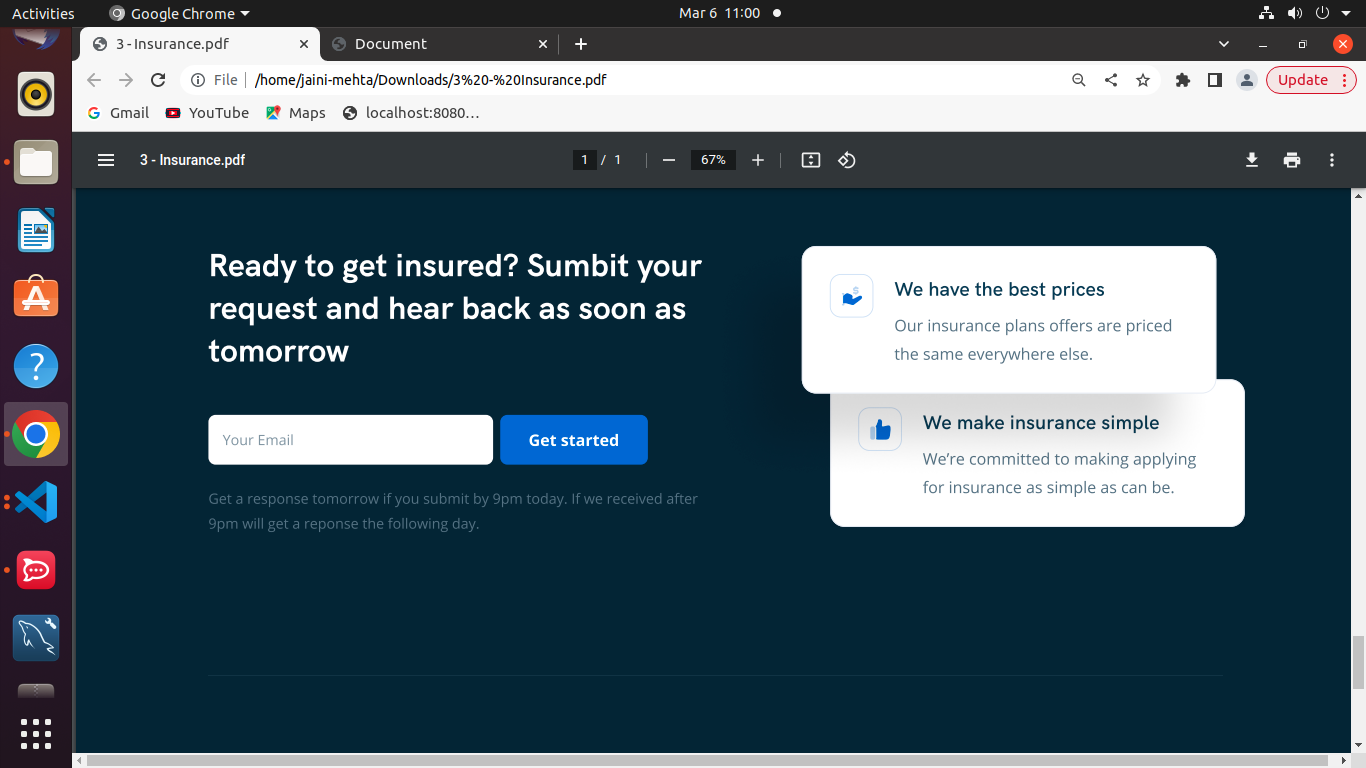 Activities
Google Chrome
Mar 6 11:00
3 - Insurance.pdf
Document
File
/home/jaini-mehta/Downloads/3%20-%20Insurance.pdf
Update
Gmail
YouTube
Maps
localhost:8080…
3 - Insurance.pdf
1 / 1
67%
Ready to get insured? Sumbit your
request and hear back as soon as
tomorrow
Your Email
Get started
Get a response tomorrow if you submit by 9pm today. If we received after
9pm will get a reponse the following day.
We have the best prices
Our insurance plans offers are priced
the same everywhere else.
We make insurance simple
We’re committed to making applying
for insurance as simple as can be.